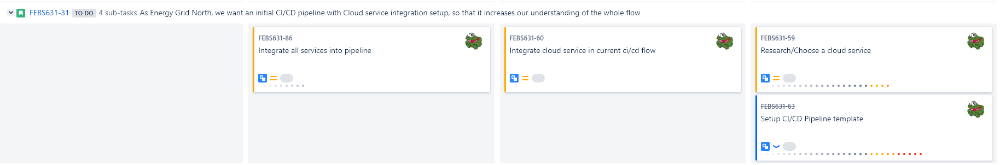 FEBS631-31 TO DO 4 sub-tasks As Energy Grid North, we want an initial CI/CD pipeline with Cloud service integration setup, so that it increases our understanding of the whole flow
FEBS631-86
Integrate all services into pipeline
FEBS631-60
Integrate cloud service in current ci/cd flow
FEBS631-59
Research/Choose a cloud service
FEBS631-63
Setup CI/CD Pipeline template